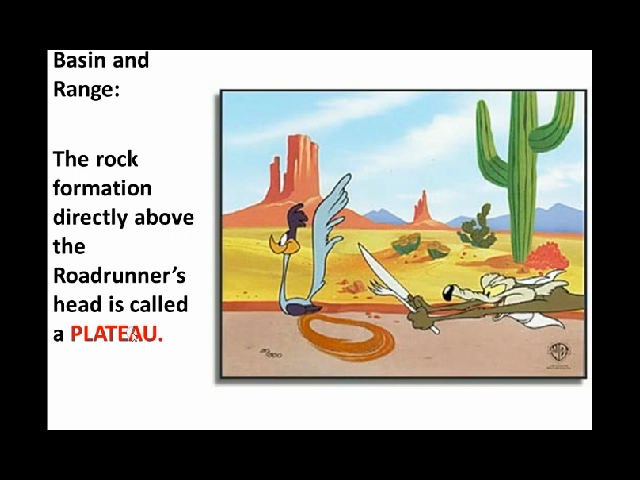 Basin and
Range:
The rock
formation
directly above
the
Roadrunner's
head is called
a PLATEAU.